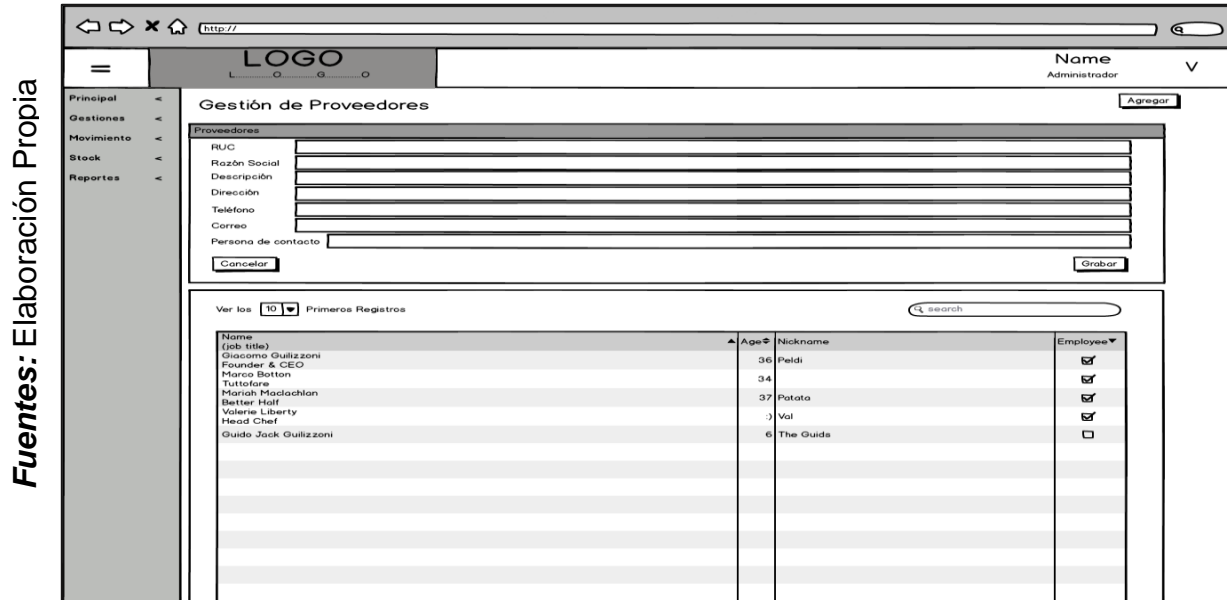 Fuentes: Elaboración Propia
http://
LOGO
L............O............G............O
Name
Administrador
V
Principal <
Gestiones <
Movimiento <
Stock <
Reportes <
Gestión de Proveedores
Agregar
Proveedores
RUC
Razón Social
Descripción
Dirección
Teléfono
Correo
Persona de contacto
Cancelar
Grabar
Ver los 10 Primeros Registros
search
Name
(job title)
Age
Nickname
Employee
Giacomo Guilizzoni
Founder & CEO
36 Peldi
Marco Botton
Tuttofare
34
Mariah Maclachlan
Better Half
37 Patata
Valerie Liberty
Head Chef
:) Val
Guido Jack Guilizzoni
6 The Guids